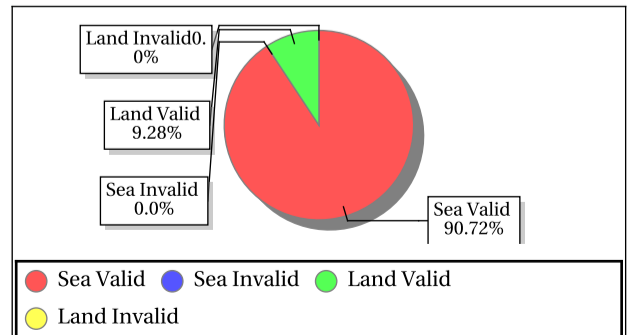 Land Invalid0.
0%
Land Valid
9.28%
Sea Invalid
0.0%
Sea Valid
90.72%
Sea Valid Sea Invalid Land Valid
Land Invalid